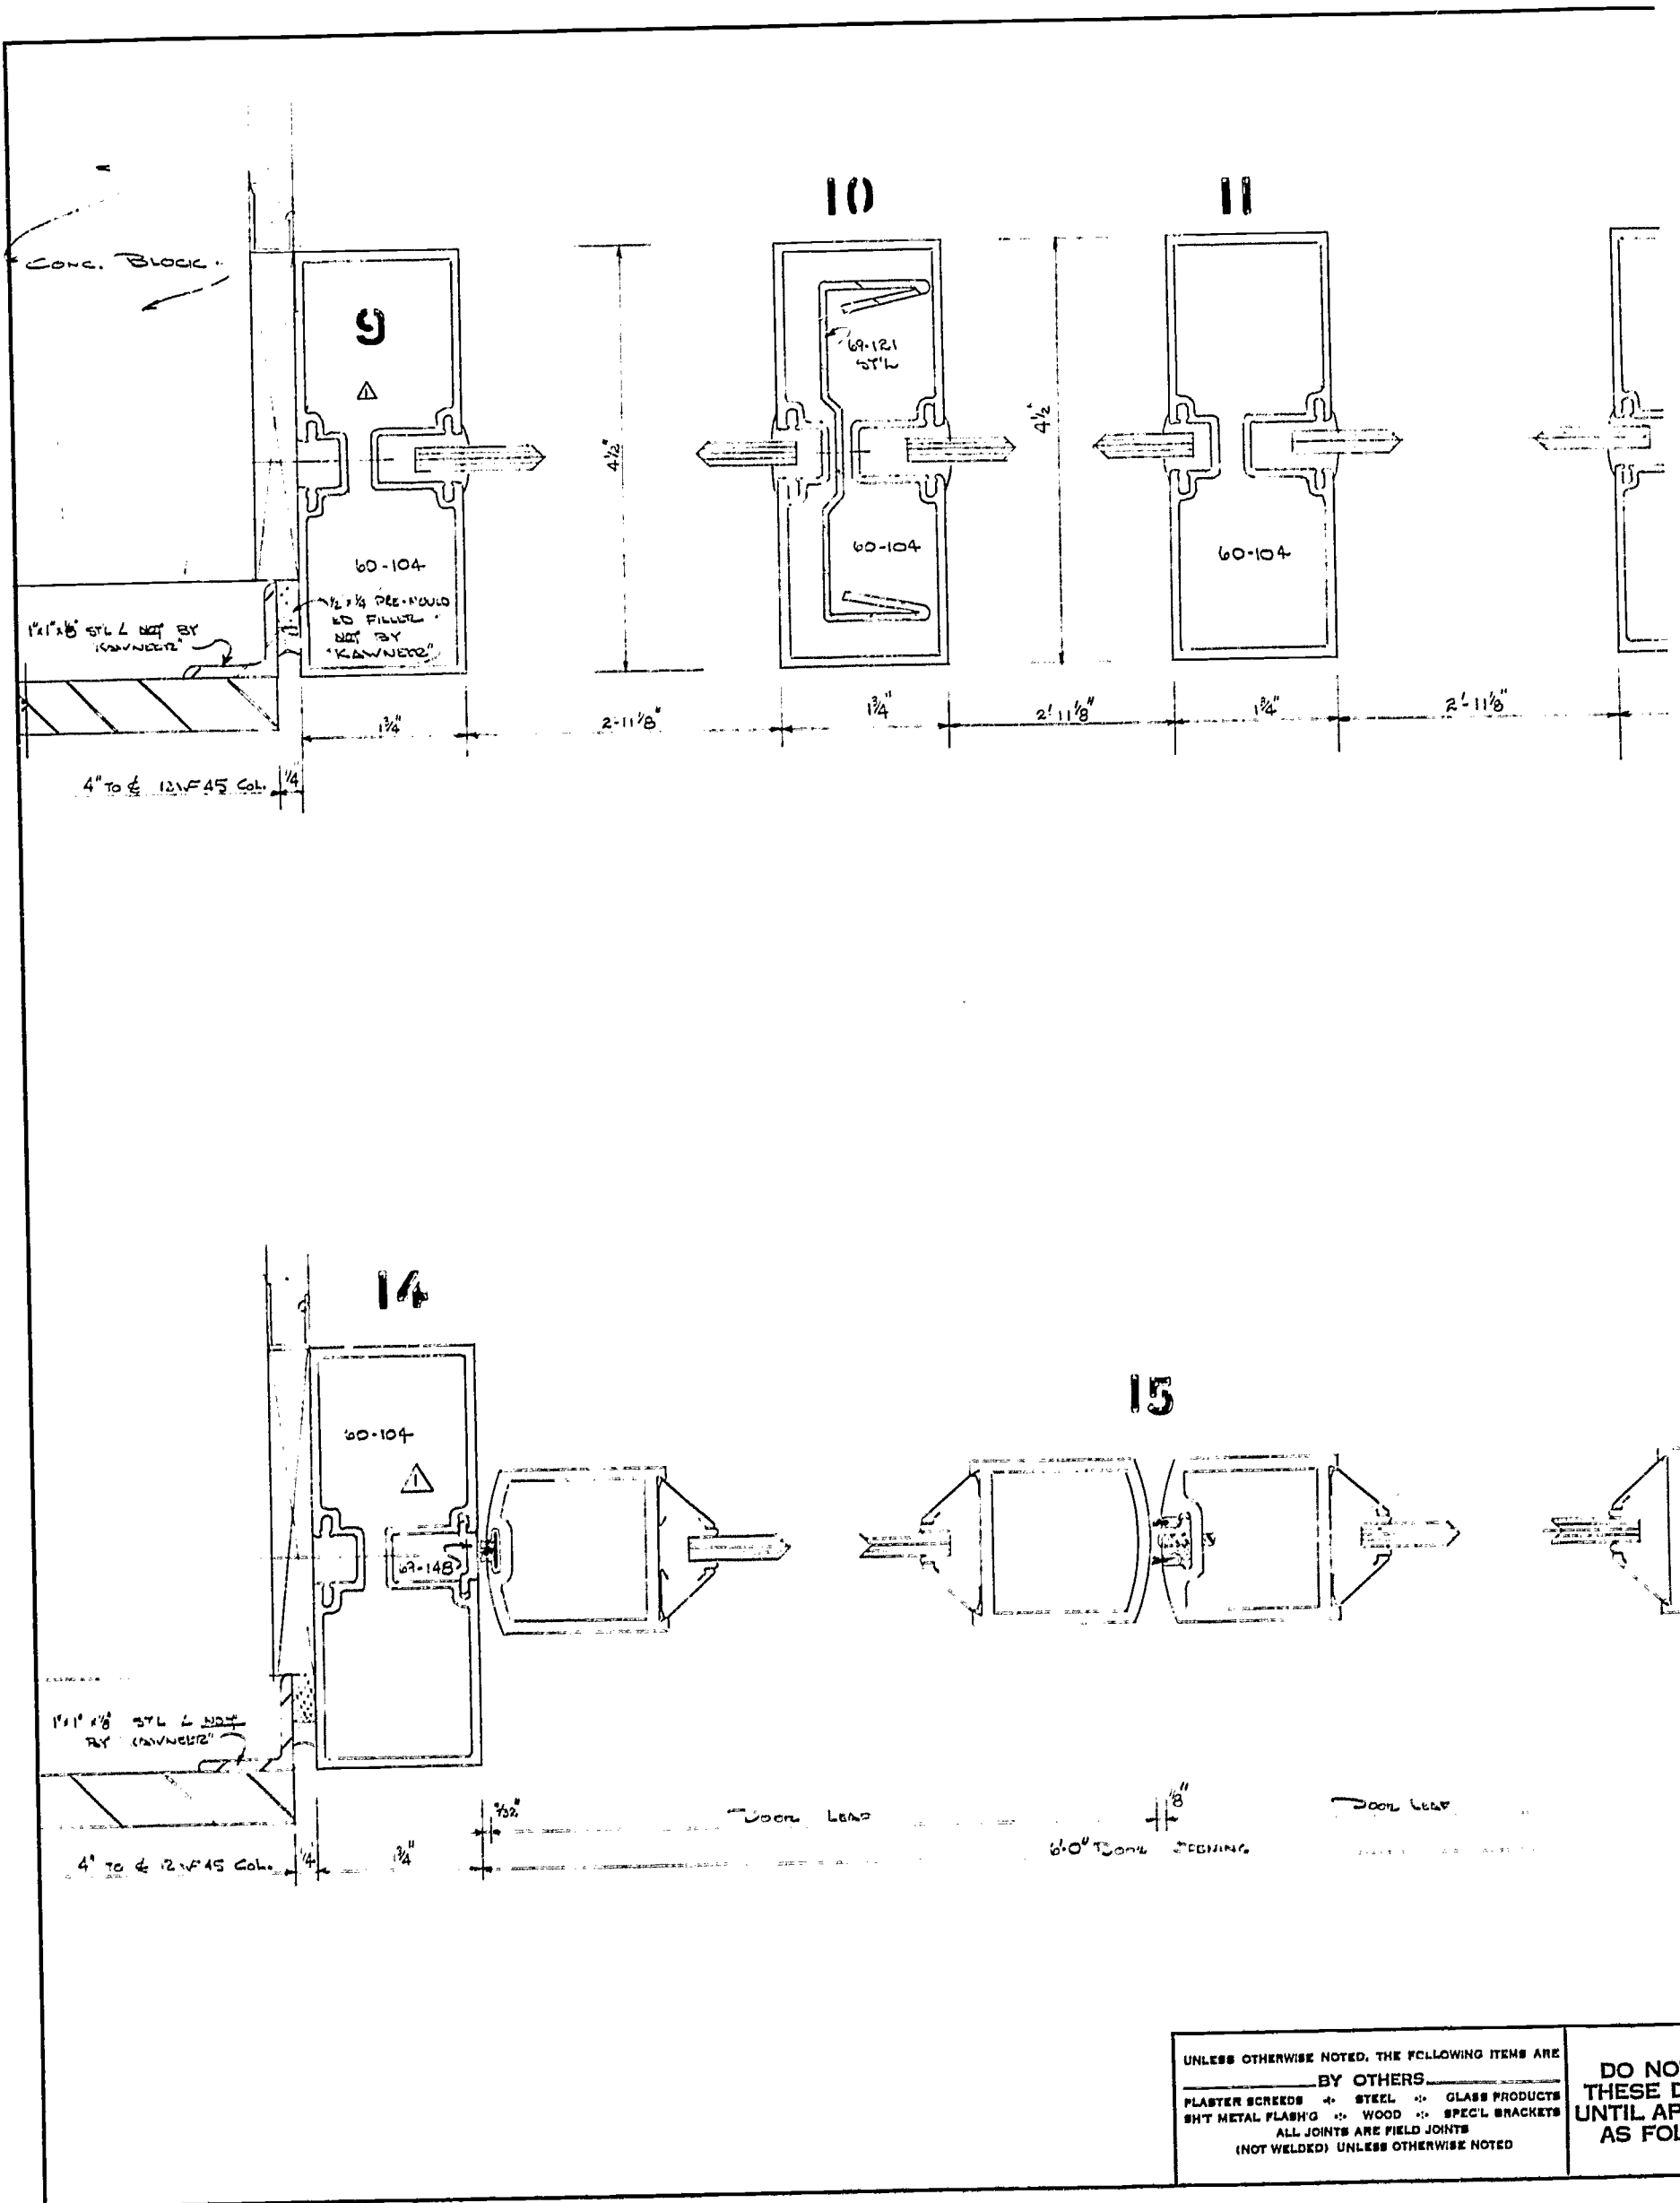 10
11
CONC. BLOCK.
9
69-121
ST'L
4½"
4½"
1
60-104
60-104
60-104
½ x ¼ PRE-MOULD
ED FILLER
NOT BY
"KAWNEER"
1"x1"x⅛" STL L NOT BY
"KAWNEER"
1¾"
2-11⅛"
1¾"
2'-11⅛"
1¾"
2'-11⅛"
4" TO ℄ 12WF45 COL.
¼
14
15
60-104
1
69-148
1"x1"x⅛" STL L NOT
BY "KAWNEER"
DOOR LEAF
⅛"
DOOR LEAF
6'-0" DOOR OPENING
4" TO ℄ 12WF45 COL.
¼
1¾"
UNLESS OTHERWISE NOTED, THE FOLLOWING ITEMS ARE
BY OTHERS
PLASTER SCREEDS STEEL GLASS PRODUCTS
SH'T METAL FLASH'G WOOD SPEC'L BRACKETS
ALL JOINTS ARE FIELD JOINTS
(NOT WELDED) UNLESS OTHERWISE NOTED
DO NO
THESE D
UNTIL AP
AS FOL